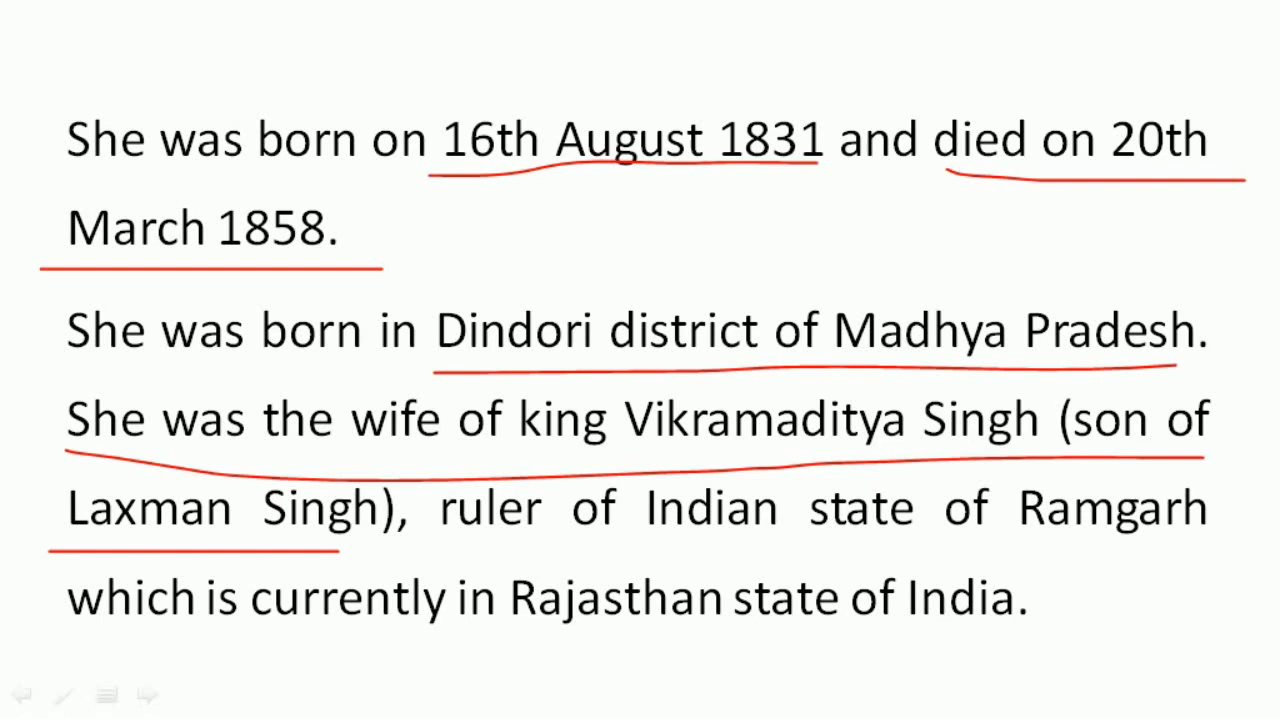 She was born on 16th August 1831 and died on 20th
March 1858.
She was born in Dindori district of Madhya Pradesh.
She was the wife of king Vikramaditya Singh (son of
Laxman Singh), ruler of Indian state of Ramgarh
which is currently in Rajasthan state of India.